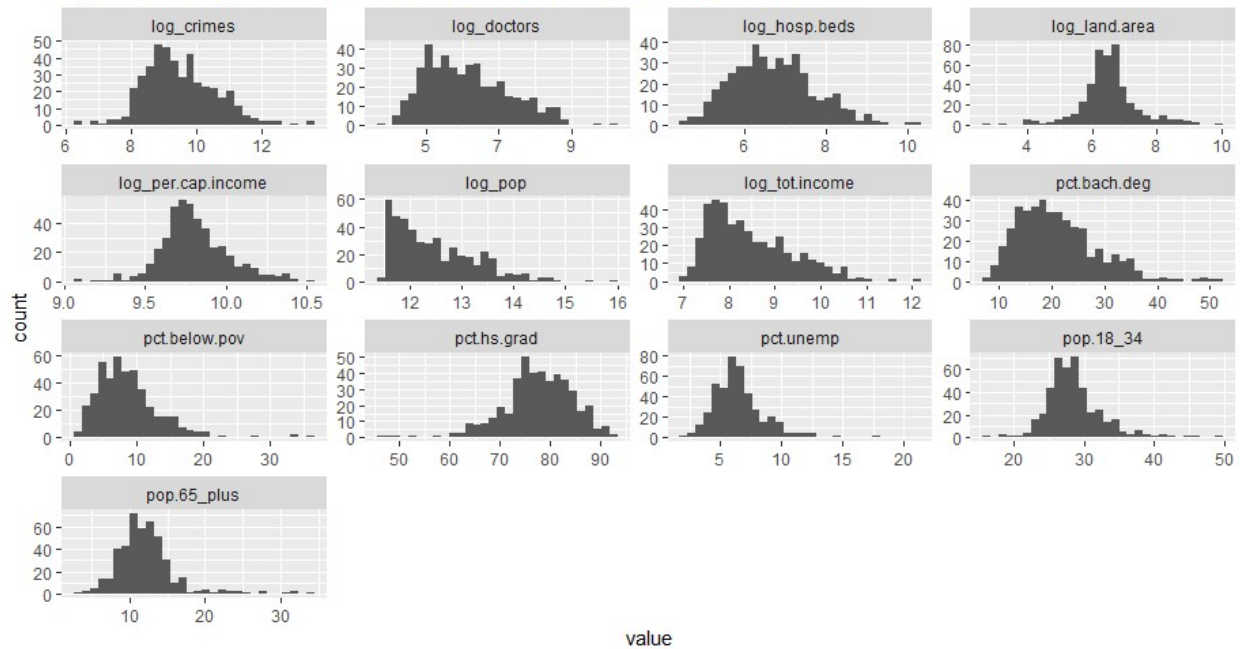 log_crimes log_doctors log_hosp.beds log_land.area
50 40 30 20 10 0
40 30 20 10 0
40 30 20 10 0
80 60 40 20 0
6 8 10 12 5 7 9 6 8 10 4 6 8 10
log_per.cap.income log_pop log_tot.income pct.bach.deg
40 20 0
60 40 20 0
40 30 20 10 0
40 30 20 10 0
9.0 9.5 10.0 10.5 12 13 14 15 16 7 8 9 10 11 12 10 20 30 40 50
count
pct.below.pov pct.hs.grad pct.unemp pop.18_34
60 40 20 0
50 40 30 20 10 0
80 60 40 20 0
60 40 20 0
0 10 20 30 50 60 70 80 90 5 10 15 20 20 30 40 50
pop.65_plus
60 40 20 0
10 20 30
value